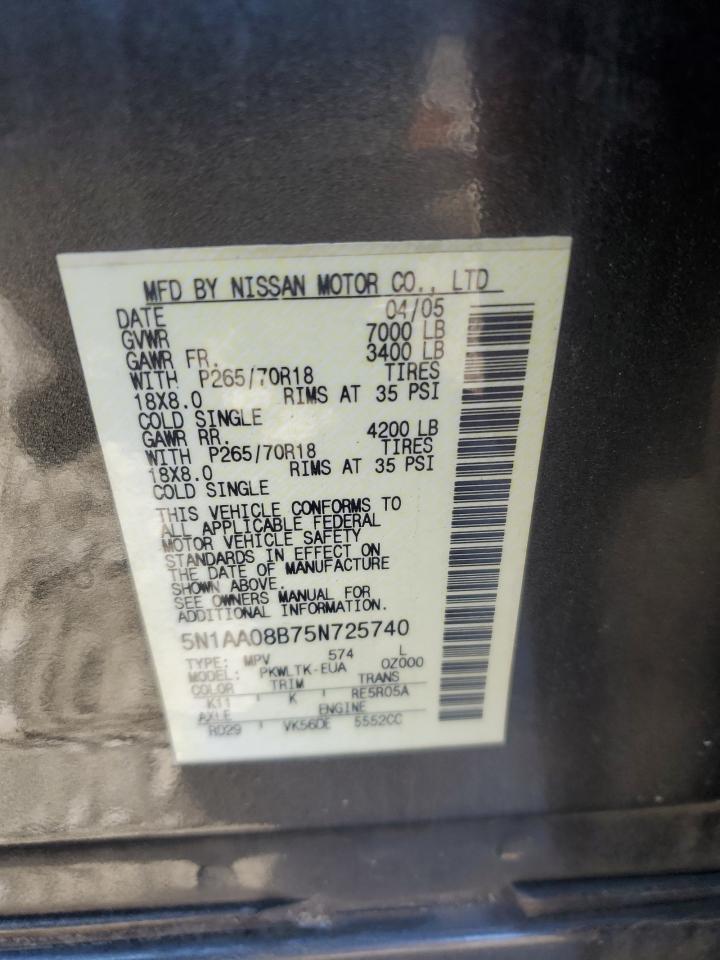 MFD BY NISSAN MOTOR CO., LTD
DATE 04/05
GVWR 7000 LB
GAWR FR. 3400 LB
WITH P265/70R18 TIRES
18X8.0 RIMS AT 35 PSI
COLD SINGLE
GAWR RR. 4200 LB
WITH P265/70R18 TIRES
18X8.0 RIMS AT 35 PSI
COLD SINGLE
THIS VEHICLE CONFORMS TO
ALL APPLICABLE FEDERAL
MOTOR VEHICLE SAFETY
STANDARDS IN EFFECT ON
THE DATE OF MANUFACTURE
SHOWN ABOVE.
SEE OWNERS MANUAL FOR
ADDITIONAL INFORMATION.
5N1AA08B75N725740
TYPE: MPV 574 L
MODEL: PKWLTK-EUA 0Z000
COLOR TRIM TRANS
K11 K RE5R05A
AXLE ENGINE
RD29 VK56DE 5552CC